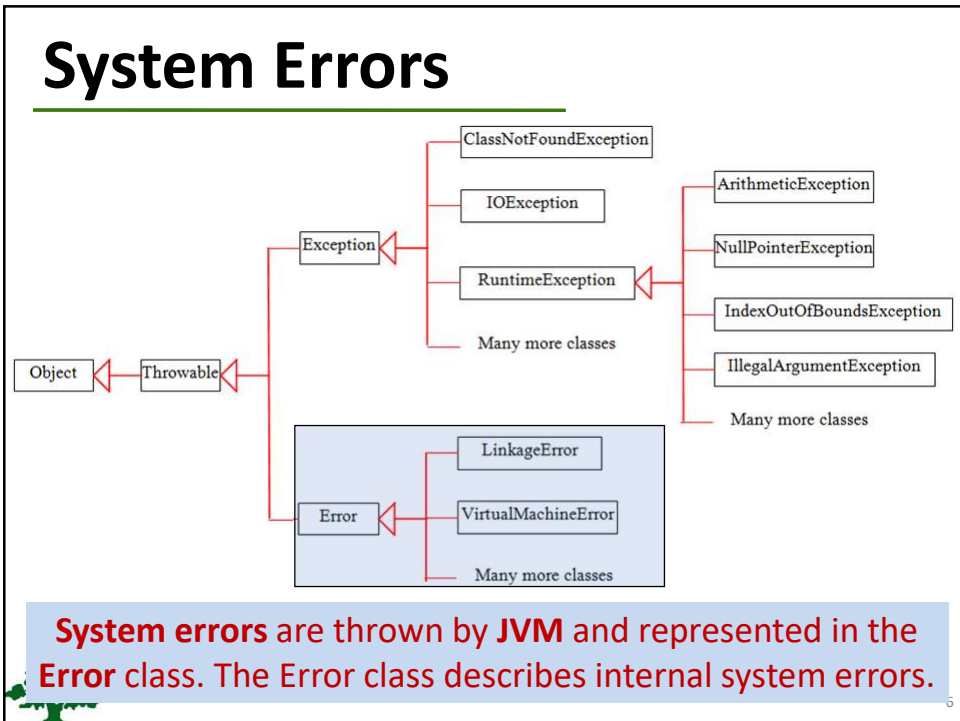 System Errors
ClassNotFoundException
IOException
Exception
RuntimeException
Many more classes
ArithmeticException
NullPointerException
IndexOutOfBoundsException
IllegalArgumentException
Many more classes
Object
Throwable
LinkageError
Error
VirtualMachineError
Many more classes
System errors are thrown by JVM and represented in the
Error class. The Error class describes internal system errors.